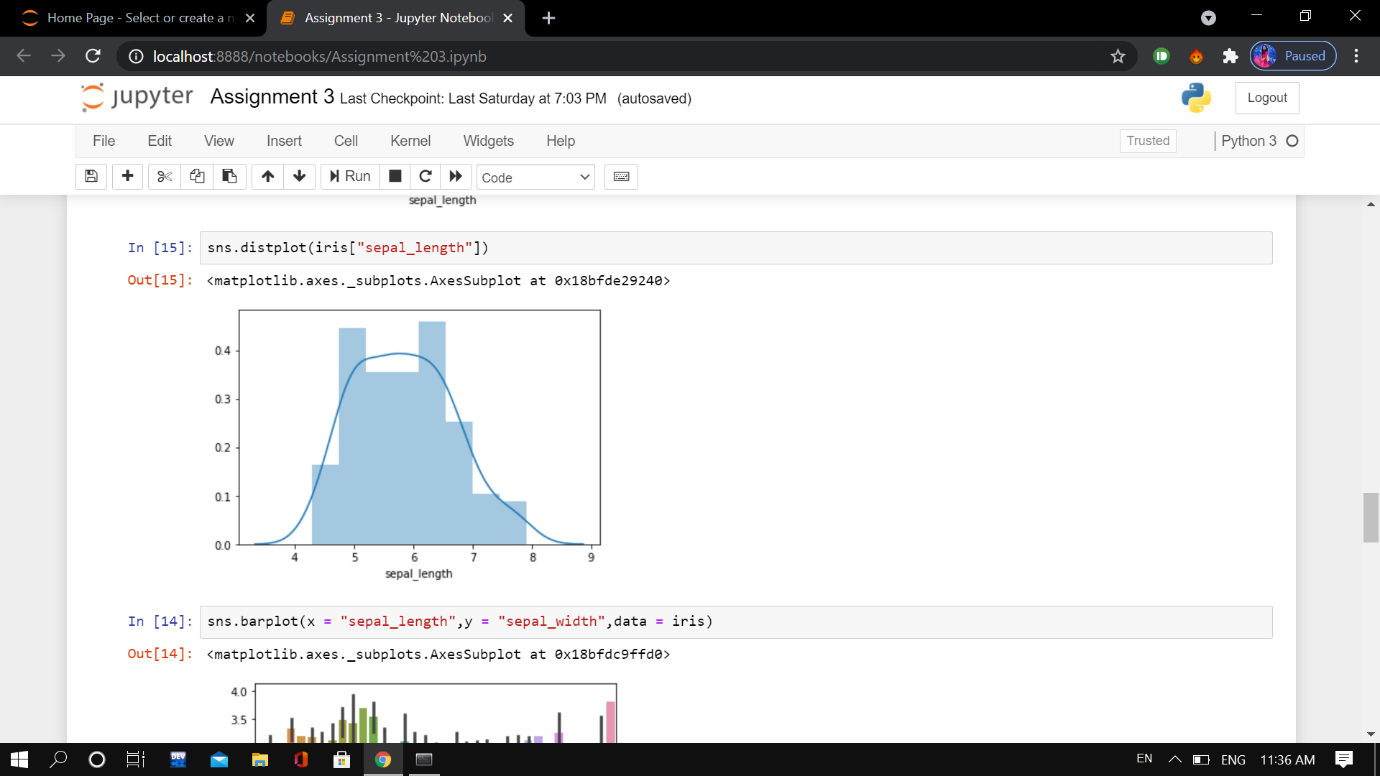 Home Page - Select or create a n
Assignment 3 - Jupyter Noteboo
localhost:8888/notebooks/Assignment%203.ipynb
Paused
jupyter Assignment 3 Last Checkpoint: Last Saturday at 7:03 PM (autosaved)
Logout
File Edit View Insert Cell Kernel Widgets Help
Trusted
Python 3
Run
Code
sepal_length
In [15]: sns.distplot(iris["sepal_length"])
Out[15]: <matplotlib.axes._subplots.AxesSubplot at 0x18bfde29240>
0.4
0.3
0.2
0.1
0.0
4 5 6 7 8 9
sepal_length
In [14]: sns.barplot(x = "sepal_length",y = "sepal_width",data = iris)
Out[14]: <matplotlib.axes._subplots.AxesSubplot at 0x18bfdc9ffd0>
4.0
3.5
DEV
EN
ENG
11:36 AM